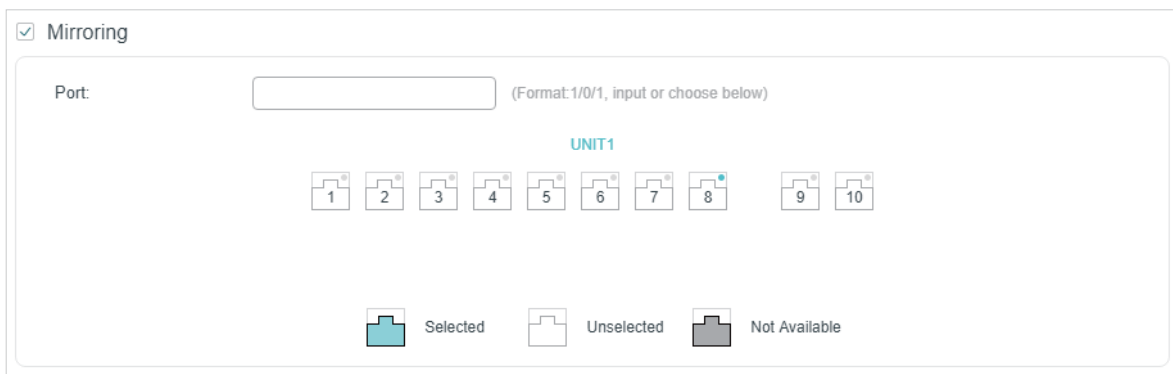 Mirroring
Port: (Format:1/0/1, input or choose below)
UNIT1
1 2 3 4 5 6 7 8 9 10
Selected Unselected Not Available